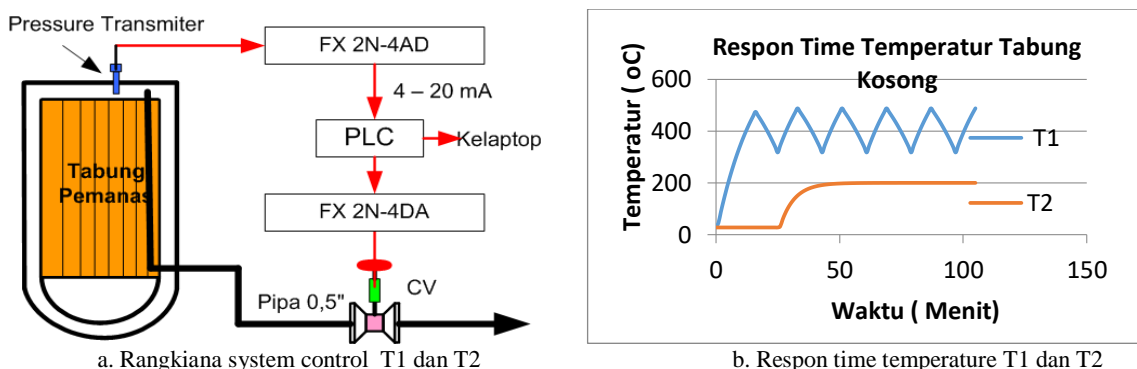 Pressure Transmiter
FX 2N-4AD
4 – 20 mA
PLC
Kelaptop
Tabung
Pemanas
FX 2N-4DA
CV
Pipa 0,5"
a. Rangkiana system control T1 dan T2
Respon Time Temperatur Tabung
Kosong
Temperatur ( oC)
600
400
200
0
T1
T2
0 50 100 150
Waktu ( Menit)
b. Respon time temperature T1 dan T2